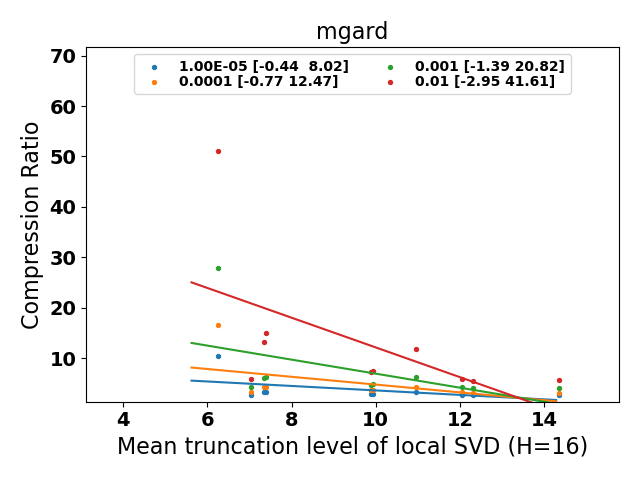 mgard
1.00E-05 [-0.44  8.02]
0.0001 [-0.77 12.47]
0.001 [-1.39 20.82]
0.01 [-2.95 41.61]
70
60
50
40
30
20
10
Compression Ratio
4 6 8 10 12 14
Mean truncation level of local SVD (H=16)